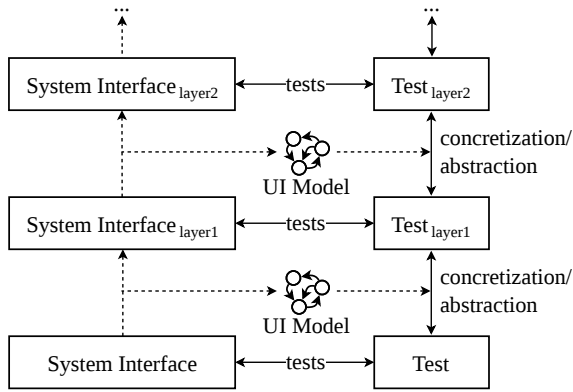 ... ...
System Interface layer2 tests Test layer2
concretization/
abstraction
UI Model
System Interface layer1 tests Test layer1
concretization/
abstraction
UI Model
System Interface tests Test